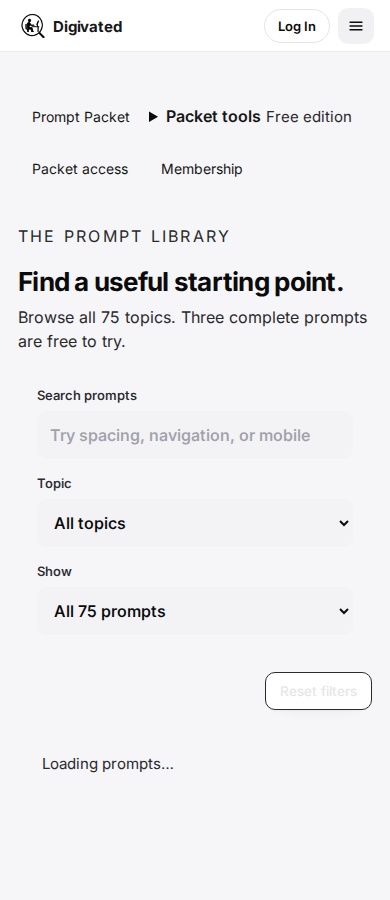 Digivated
Log In
Prompt Packet
Packet tools Free edition
Packet access
Membership
THE PROMPT LIBRARY
Find a useful starting point.
Browse all 75 topics. Three complete prompts
are free to try.
Search prompts
Try spacing, navigation, or mobile
Topic
All topics
Show
All 75 prompts
Reset filters
Loading prompts...